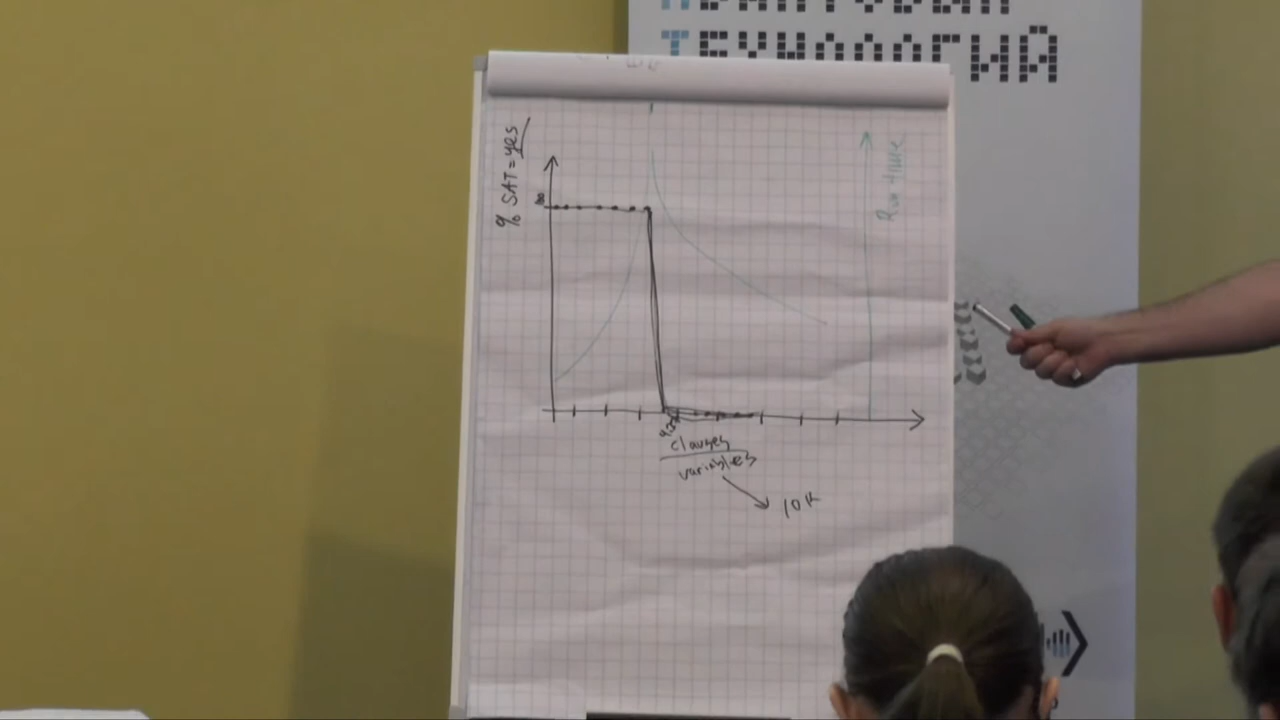 ТЕХНОЛОГИЯ
% SAT = yes
100
Run time
clauses
variables
10K